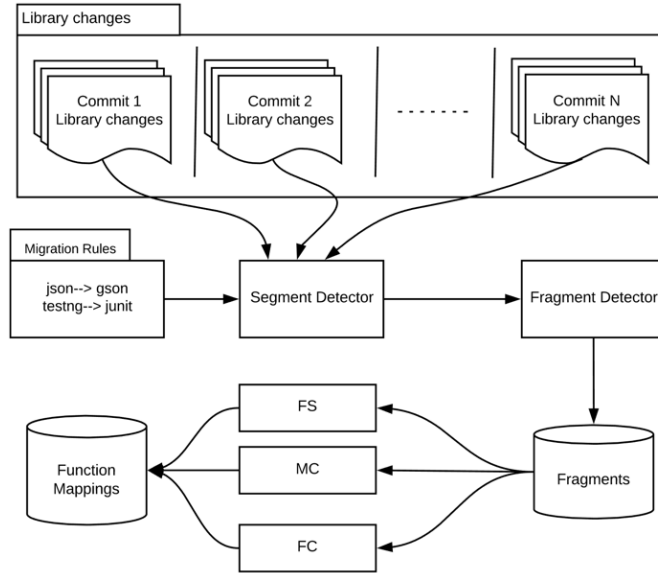 Library changes
Commit 1
Library changes
Commit 2
Library changes
- - - - - - - -
Commit N
Library changes
Migration Rules
json--> gson
testng--> junit
Segment Detector
Fragment Detector
FS
MC
FC
Function
Mappings
Fragments